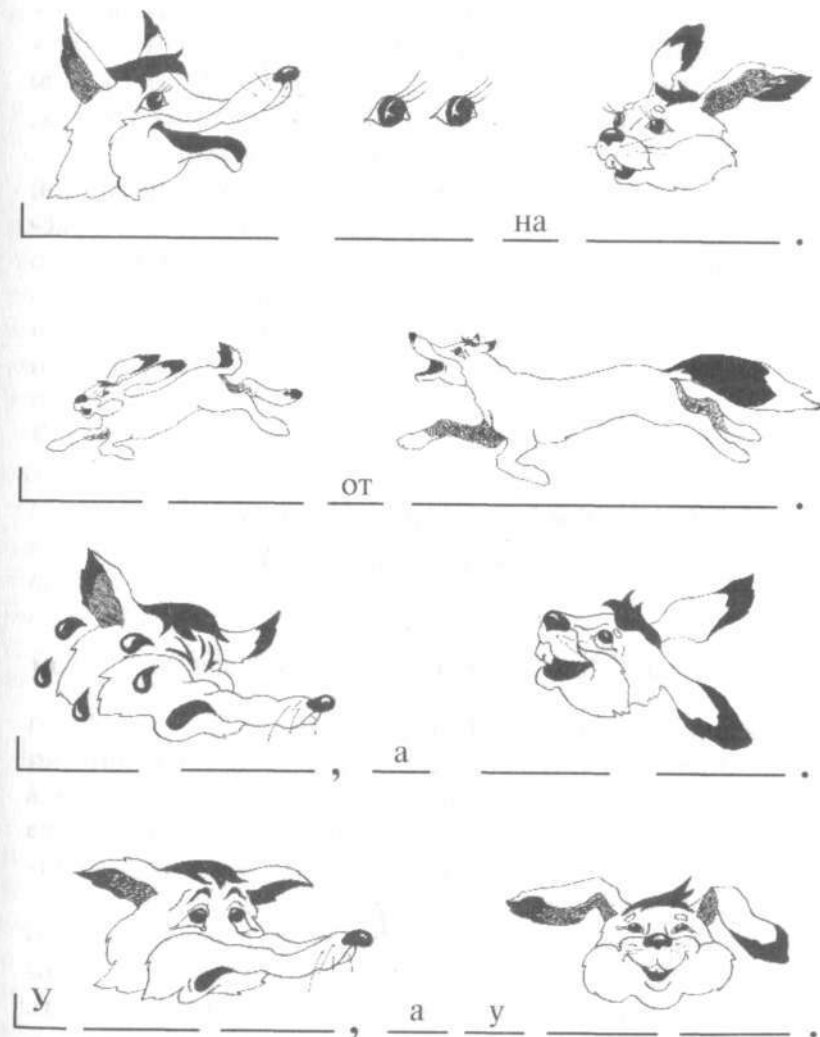 на .
от .
, а .
У , а у .